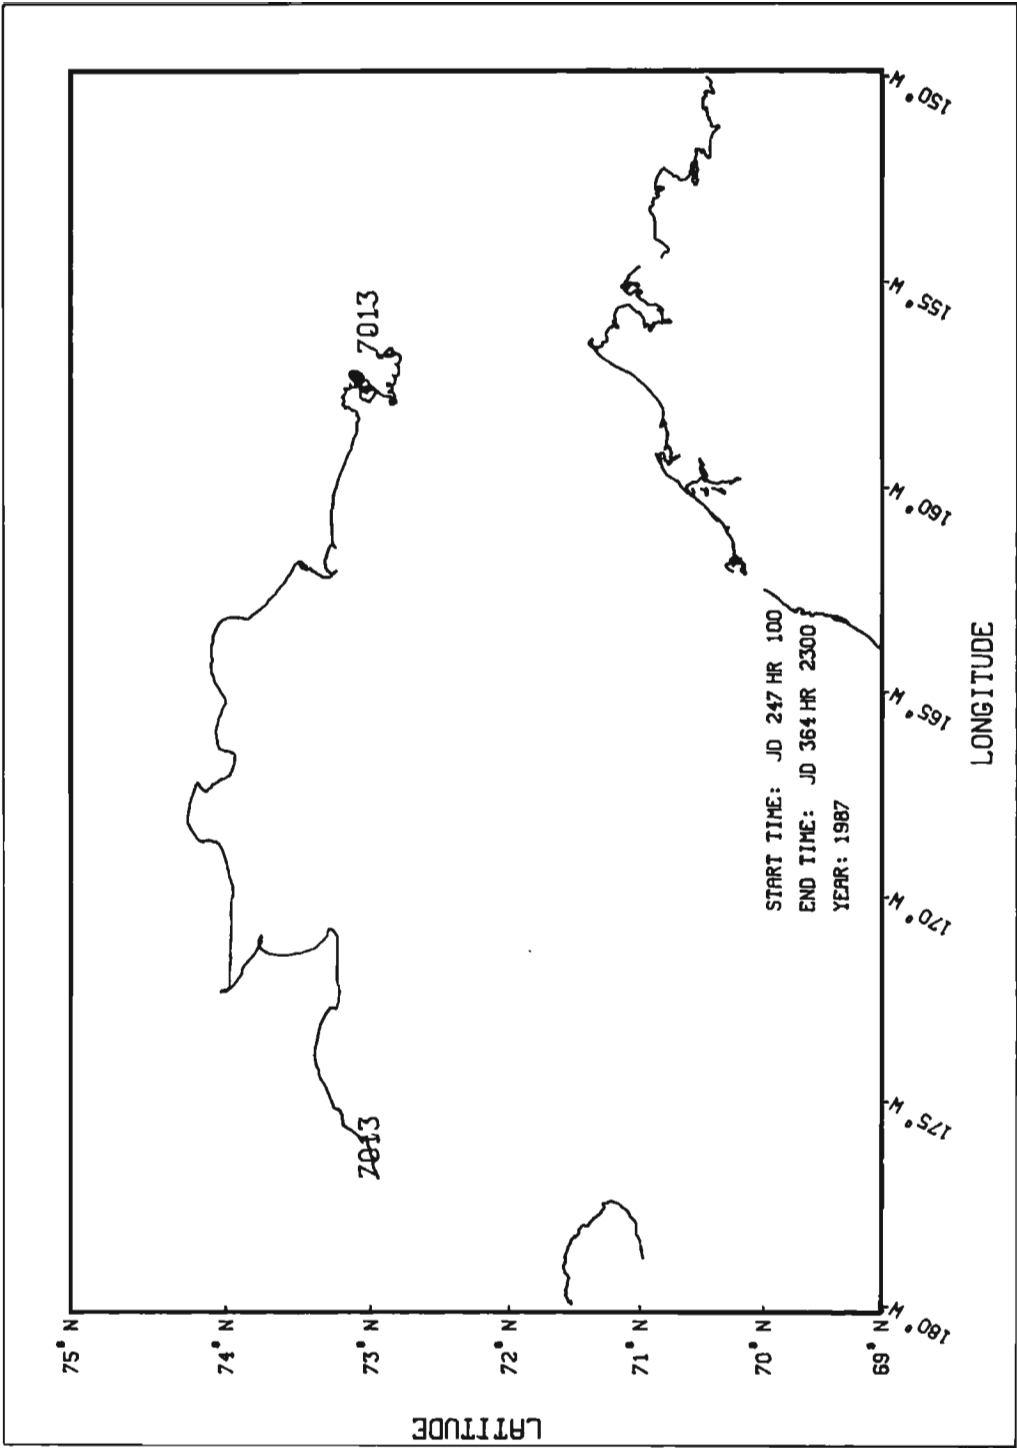 LATITUDE
75° N
74° N
73° N
72° N
71° N
70° N
69° N
7013
7013
START TIME: JD 247 HR 100
END TIME: JD 364 HR 2300
YEAR: 1987
180° W
175° W
170° W
165° W
160° W
155° W
150° W
LONGITUDE